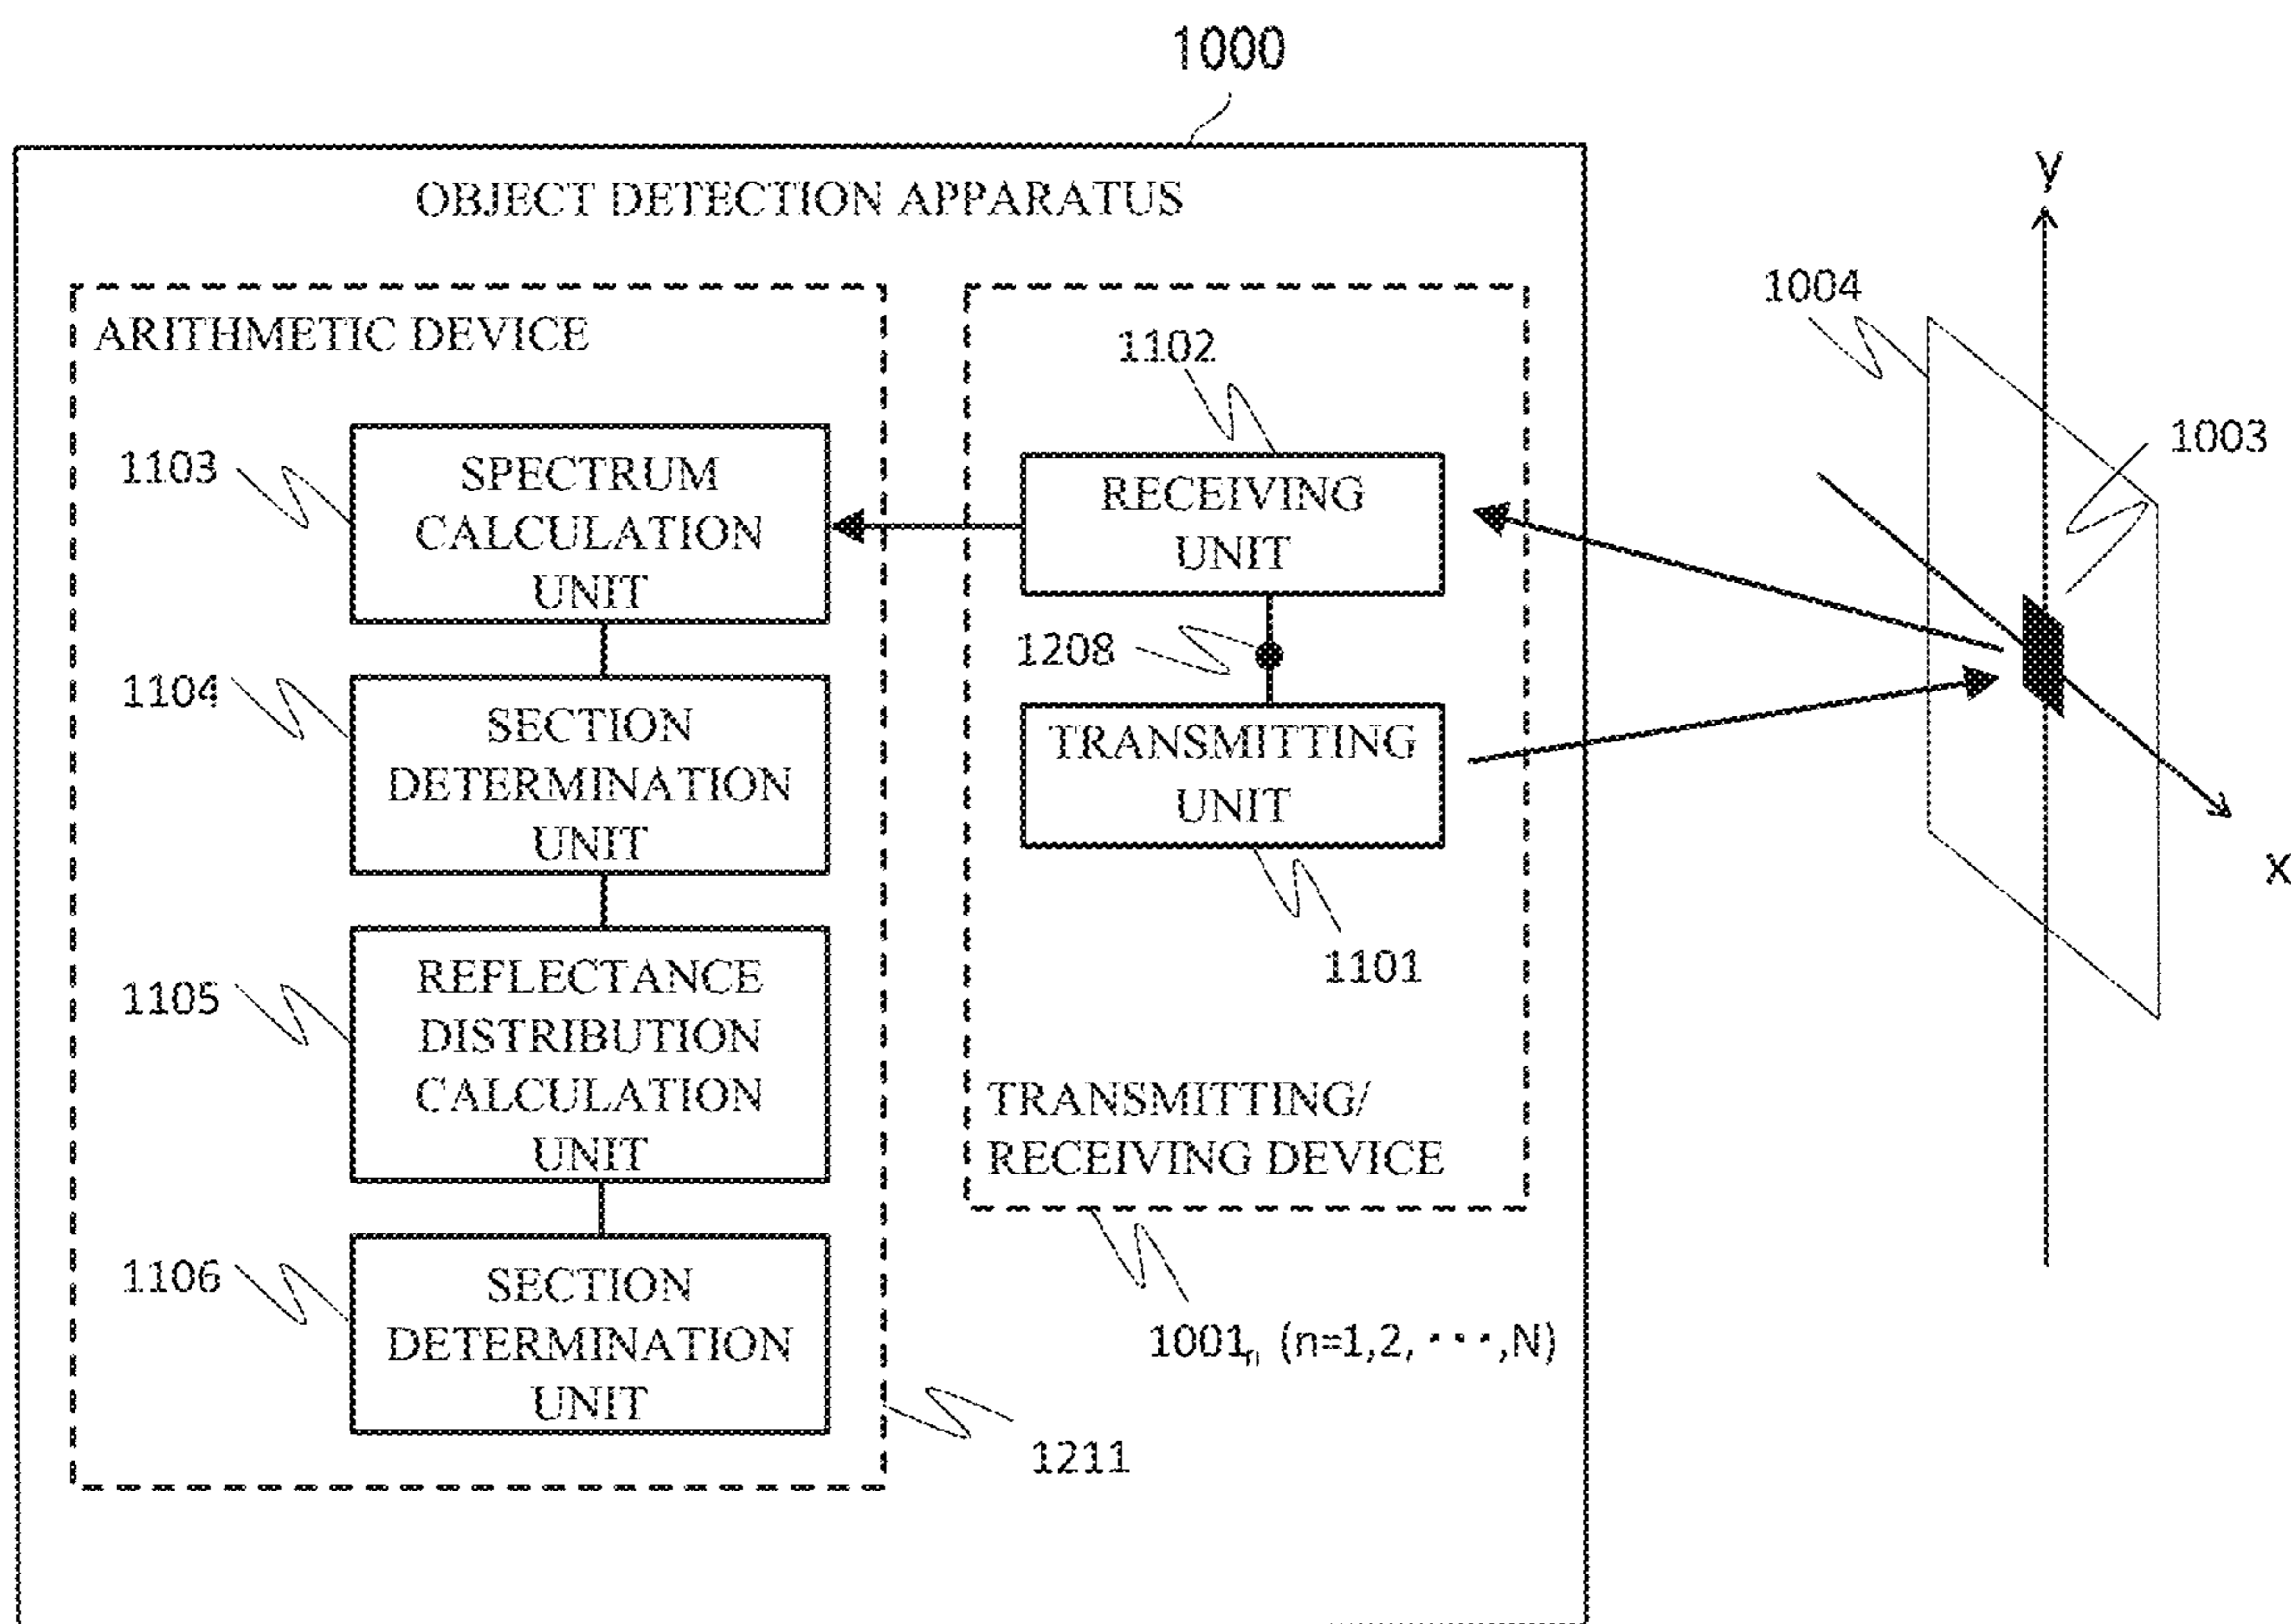 1000
OBJECT DETECTION APPARATUS
ARITHMETIC DEVICE
1103
SPECTRUM
CALCULATION
UNIT
1104
SECTION
DETERMINATION
UNIT
1105
REFLECTANCE
DISTRIBUTION
CALCULATION
UNIT
1106
SECTION
DETERMINATION
UNIT
1211
1102
RECEIVING
UNIT
1208
TRANSMITTING
UNIT
1101
TRANSMITTING/
RECEIVING DEVICE
1001n (n=1,2, ･･･,N)
y
1004
1003
x